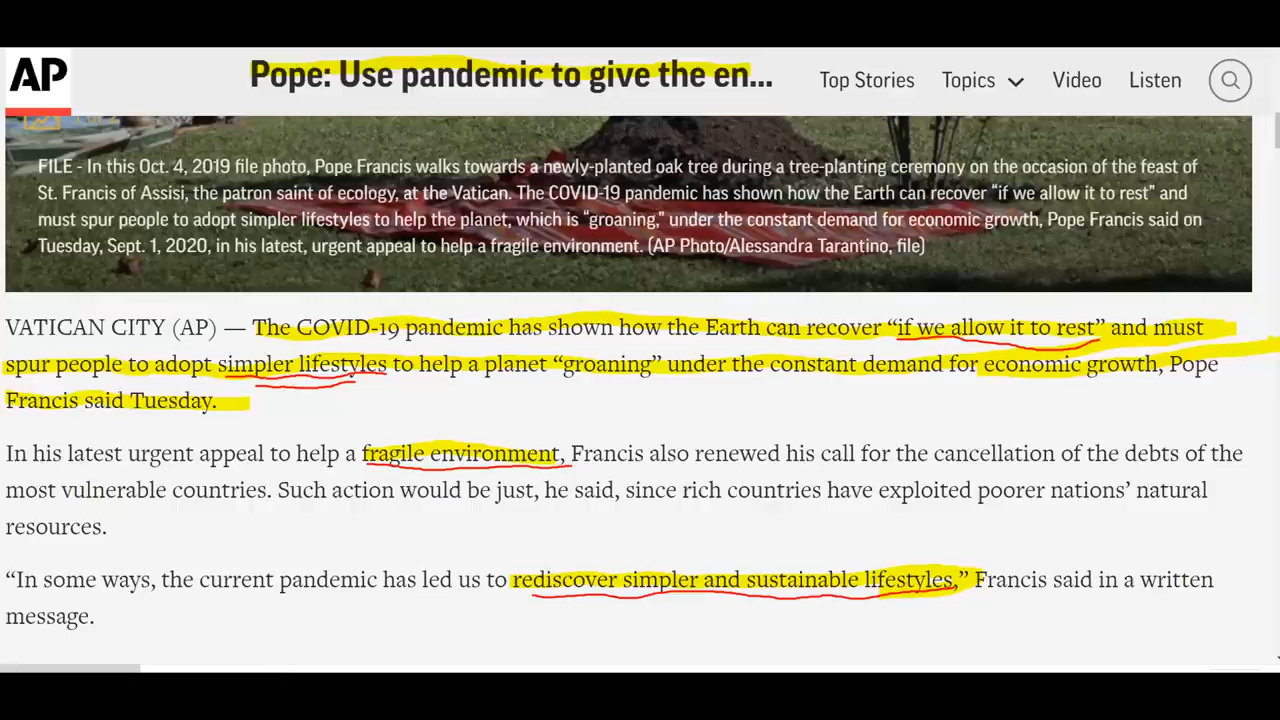 AP
Pope: Use pandemic to give the en...
Top Stories
Topics
Video
Listen
FILE - In this Oct. 4, 2019 file photo, Pope Francis walks towards a newly-planted oak tree during a tree-planting ceremony on the occasion of the feast of
St. Francis of Assisi, the patron saint of ecology, at the Vatican. The COVID-19 pandemic has shown how the Earth can recover “if we allow it to rest” and
must spur people to adopt simpler lifestyles to help the planet, which is “groaning,” under the constant demand for economic growth, Pope Francis said on
Tuesday, Sept. 1, 2020, in his latest, urgent appeal to help a fragile environment. (AP Photo/Alessandra Tarantino, file)
VATICAN CITY (AP) — The COVID-19 pandemic has shown how the Earth can recover “if we allow it to rest” and must
spur people to adopt simpler lifestyles to help a planet “groaning” under the constant demand for economic growth, Pope
Francis said Tuesday.
In his latest urgent appeal to help a fragile environment, Francis also renewed his call for the cancellation of the debts of the
most vulnerable countries. Such action would be just, he said, since rich countries have exploited poorer nations’ natural
resources.
“In some ways, the current pandemic has led us to rediscover simpler and sustainable lifestyles,” Francis said in a written
message.